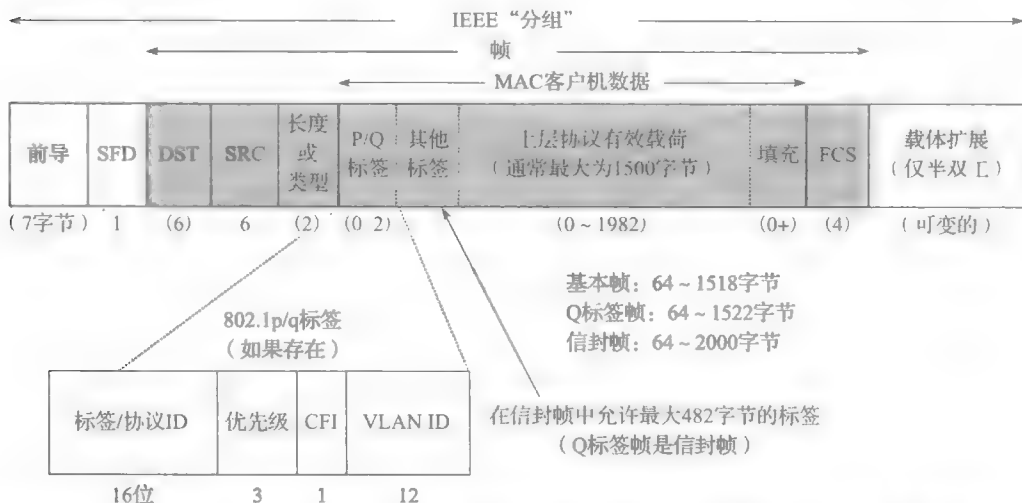 IEEE“分组”
帧
MAC客户机数据
前导
SFD
DST
SRC
长度
或
类型
P/Q
标签
其他
标签
上层协议有效载荷
（通常最大为1500字节）
填充
FCS
载体扩展
（仅半双工）
（7字节） 1 (6) 6 (2) (0 2) (0～1982) (0+) (4) （可变的）
基本帧：64～1518字节
Q标签帧：64～1522字节
信封帧：64～2000字节
802.1p/q标签
（如果存在）
标签/协议ID 优先级 CFI VLAN ID
16位 3 1 12
在信封帧中允许最大482字节的标签
（Q标签帧是信封帧）